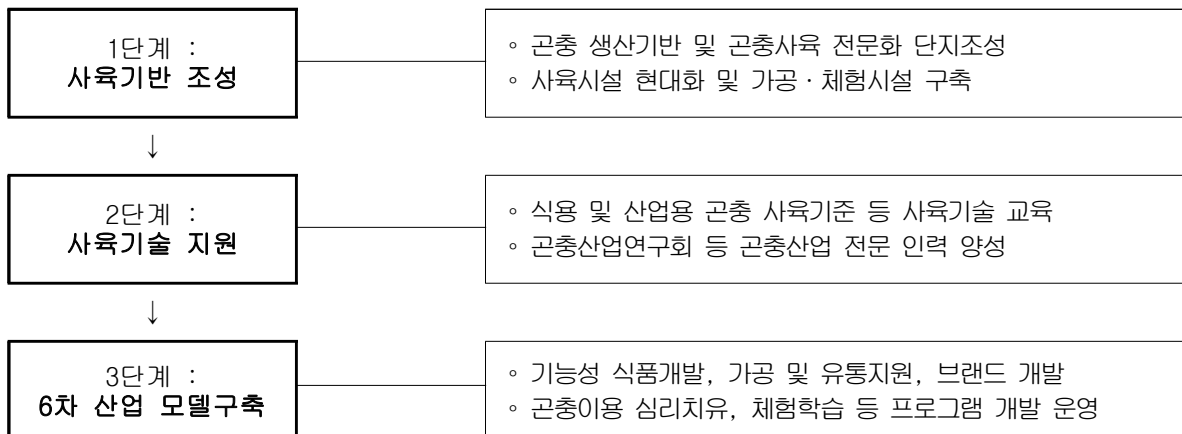 1단계 :
사육기반 조성
◦ 곤충 생산기반 및 곤충사육 전문화 단지조성
◦ 사육시설 현대화 및 가공·체험시설 구축
↓
2단계 :
사육기술 지원
◦ 식용 및 산업용 곤충 사육기준 등 사육기술 교육
◦ 곤충산업연구회 등 곤충산업 전문 인력 양성
↓
3단계 :
6차 산업 모델구축
◦ 기능성 식품개발, 가공 및 유통지원, 브랜드 개발
◦ 곤충이용 심리치유, 체험학습 등 프로그램 개발 운영